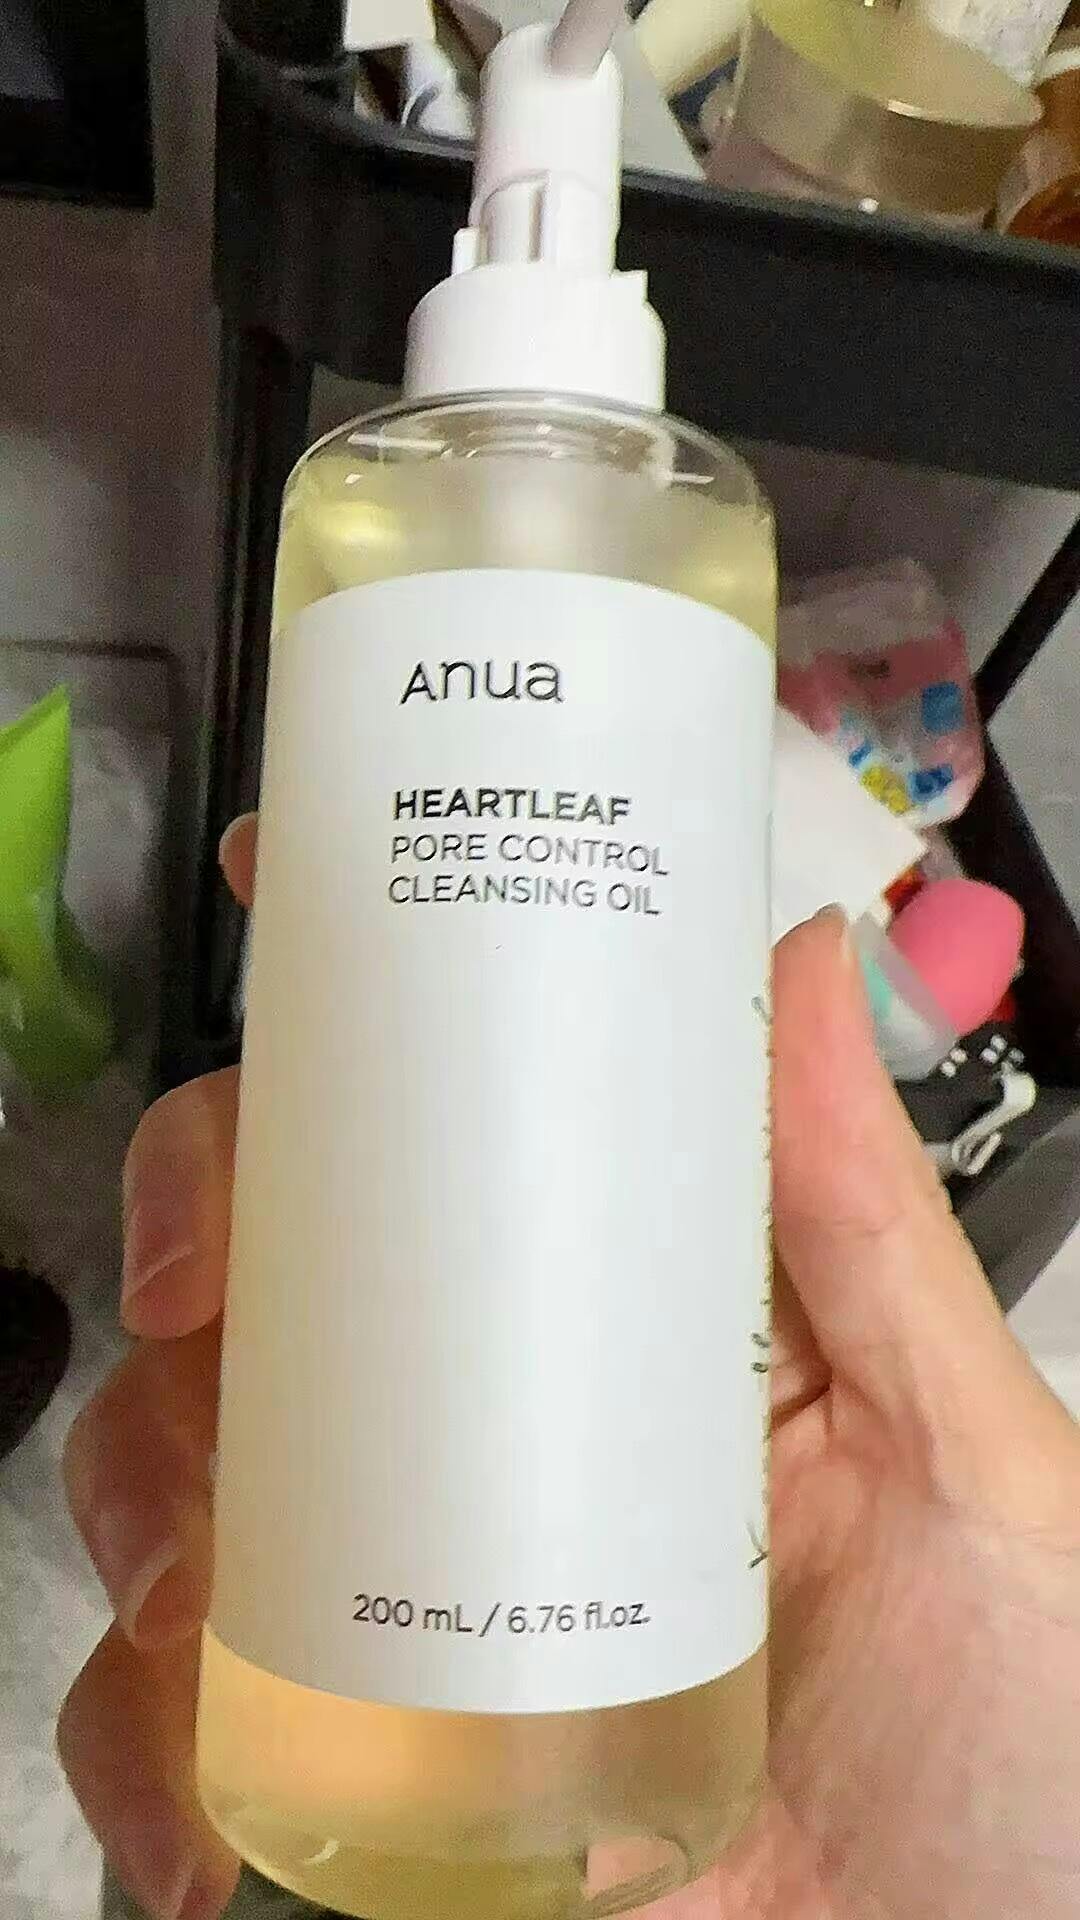 Anua
HEARTLEAF
PORE CONTROL
CLEANSING OIL
200 mL / 6.76 fl.oz.